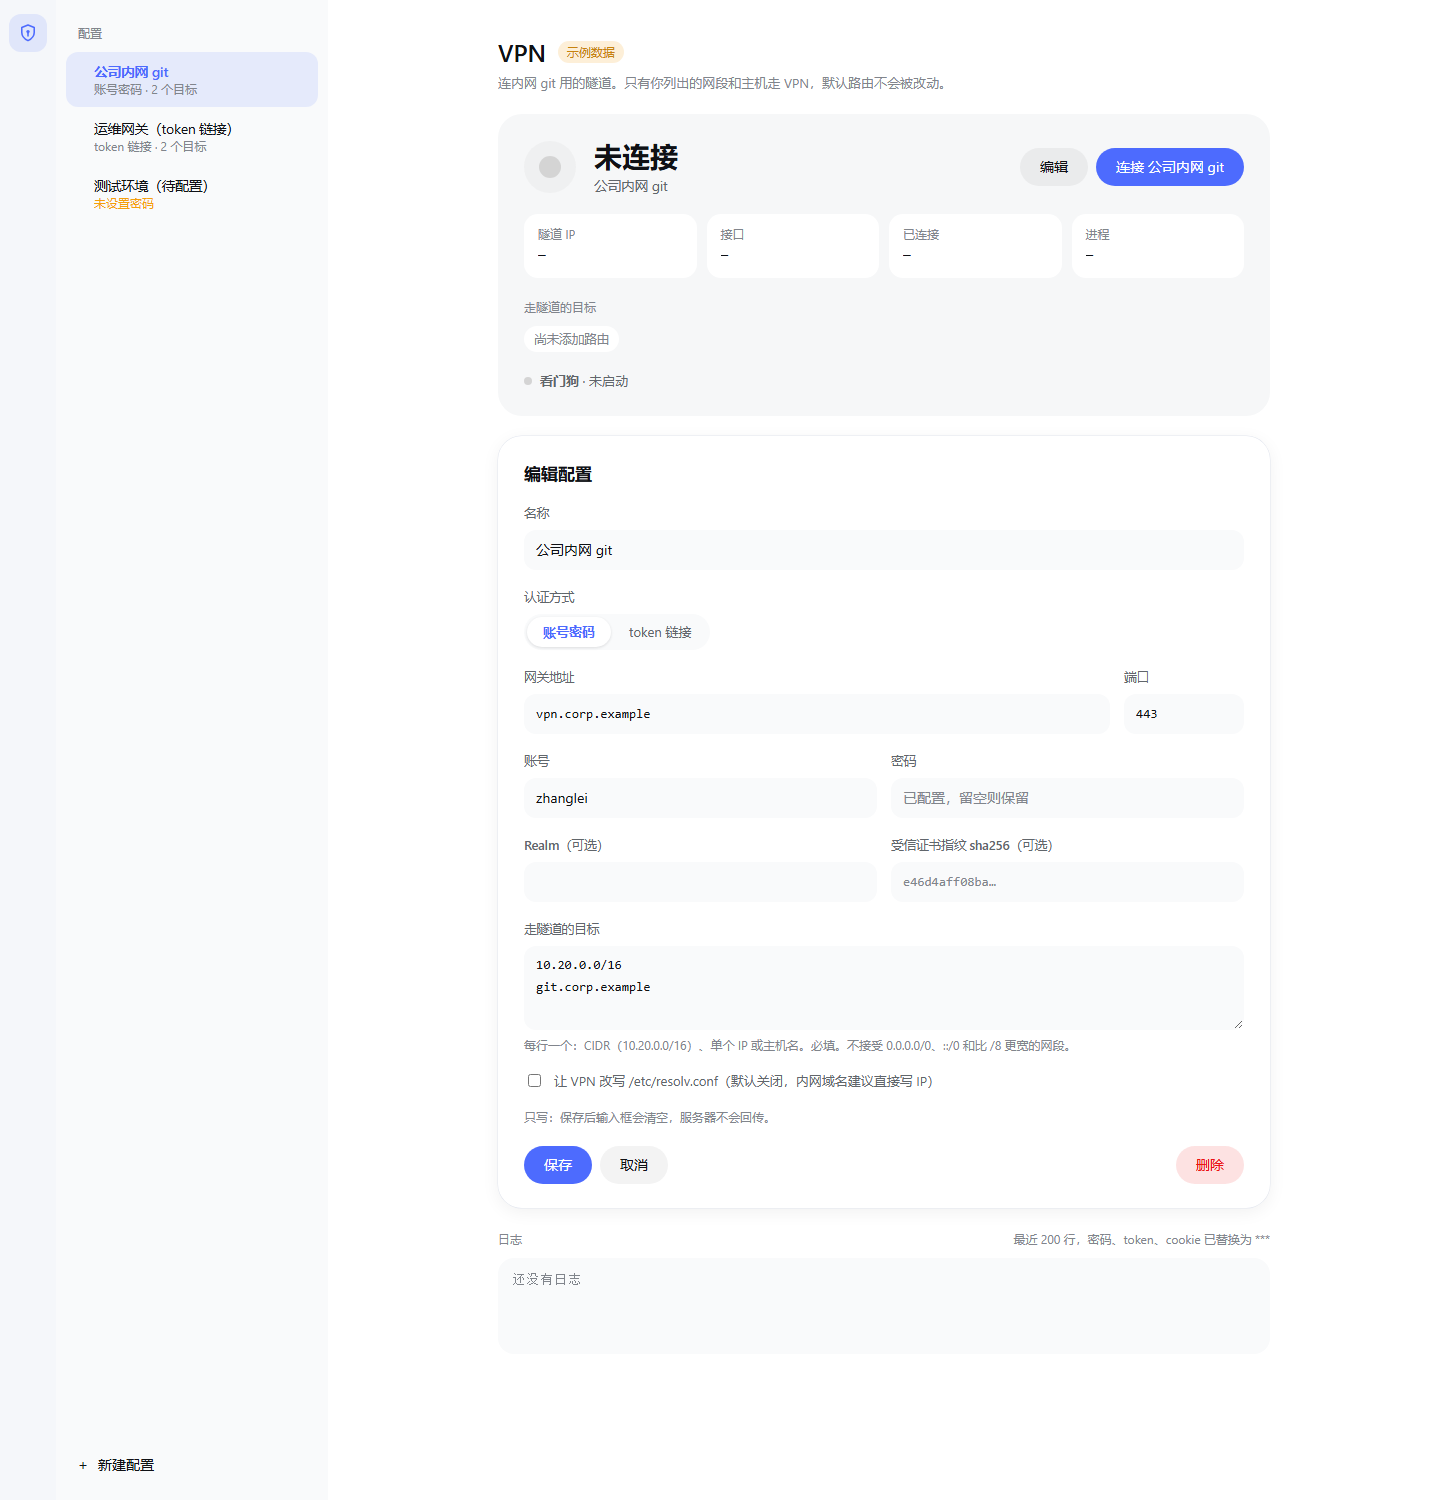 配置
公司内网 git
账号密码 · 2 个目标
运维网关（token 链接）
token 链接 · 2 个目标
测试环境（待配置）
未设置密码
+ 新建配置
VPN 示例数据
连内网 git 用的隧道。只有你列出的网段和主机走 VPN，默认路由不会被改动。
未连接
公司内网 git
编辑
连接 公司内网 git
隧道 IP
–
接口
–
已连接
–
进程
–
走隧道的目标
尚未添加路由
看门狗 · 未启动
编辑配置
名称
公司内网 git
认证方式
账号密码 token 链接
网关地址
vpn.corp.example
端口
443
账号
zhanglei
密码
已配置，留空则保留
Realm（可选）
受信证书指纹 sha256（可选）
e46d4aff08ba…
走隧道的目标
10.20.0.0/16
git.corp.example
每行一个：CIDR（10.20.0.0/16）、单个 IP 或主机名。必填。不接受 0.0.0.0/0、::/0 和比 /8 更宽的网段。
让 VPN 改写 /etc/resolv.conf（默认关闭，内网域名建议直接写 IP）
只写：保存后输入框会清空，服务器不会回传。
保存
取消
删除
日志
最近 200 行，密码、token、cookie 已替换为 ***
还没有日志